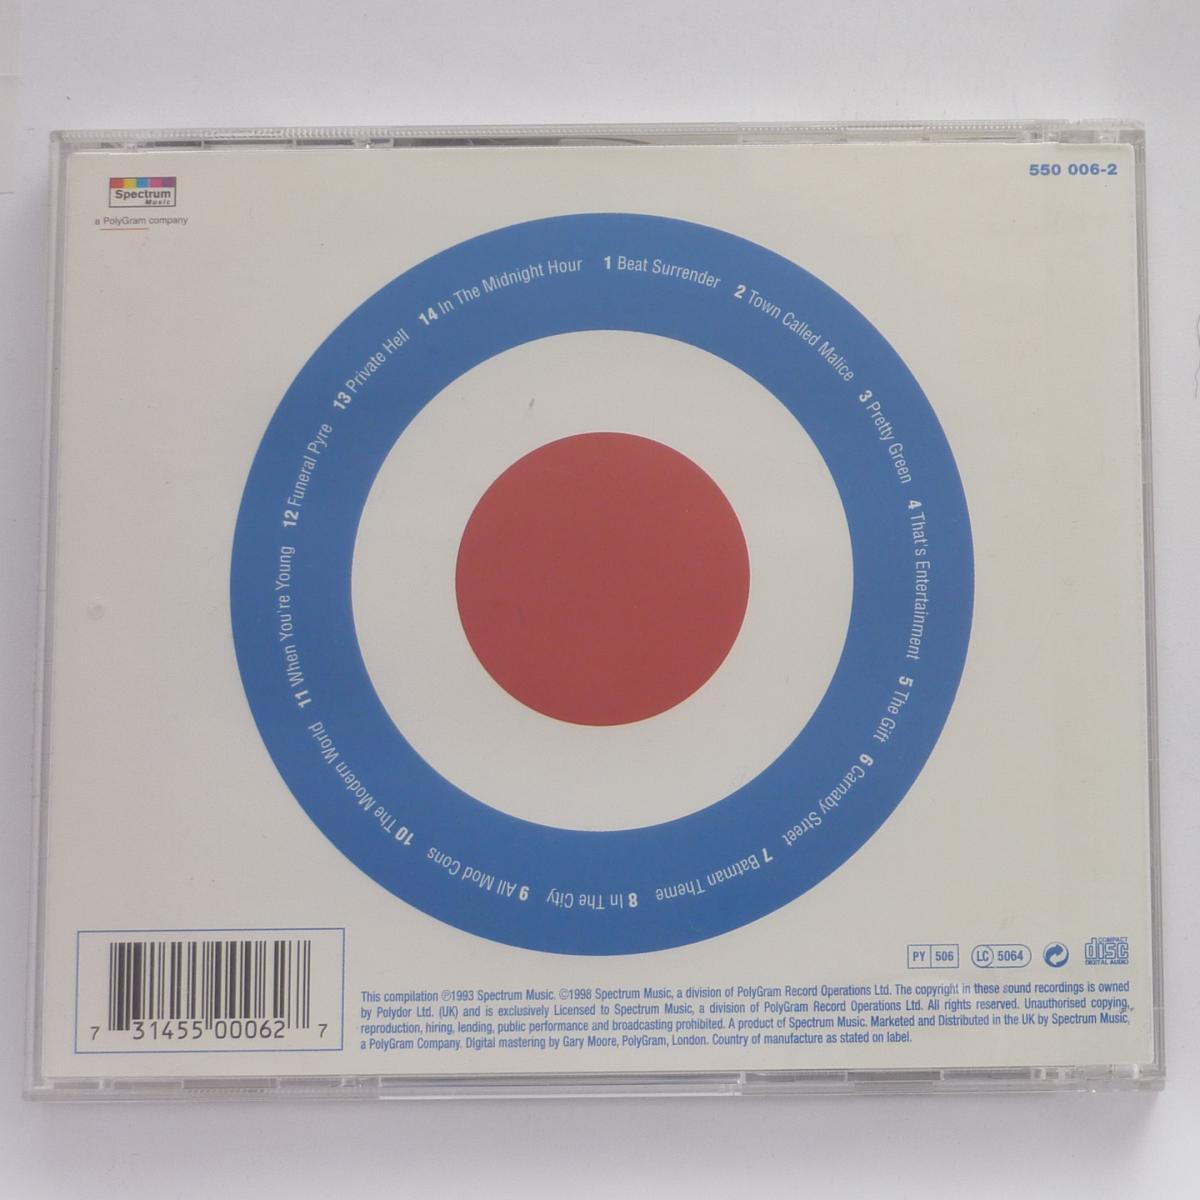 Spectrum
Music
a PolyGram company
550 006-2
1 Beat Surrender
2 Town Called Malice
3 Pretty Green
4 That's Entertainment
5 The Gift
6 Carnaby Street
7 Batman Theme
8 In The City
9 All Mod Cons
10 The Modern World
11 When You're Young
12 Funeral Pyre
13 Private Hell
14 In The Midnight Hour
PY 506
LC 5064
COMPACT
disc
DIGITAL AUDIO
This compilation ℗1993 Spectrum Music. ©1998 Spectrum Music, a division of PolyGram Record Operations Ltd. The copyright in these sound recordings is owned
by Polydor Ltd. (UK) and is exclusively Licensed to Spectrum Music, a division of PolyGram Record Operations Ltd. All rights reserved. Unauthorised copying,
reproduction, hiring, lending, public performance and broadcasting prohibited. A product of Spectrum Music. Marketed and Distributed in the UK by Spectrum Music,
a PolyGram Company. Digital mastering by Gary Moore, PolyGram, London. Country of manufacture as stated on label.
7 31455 00062 7